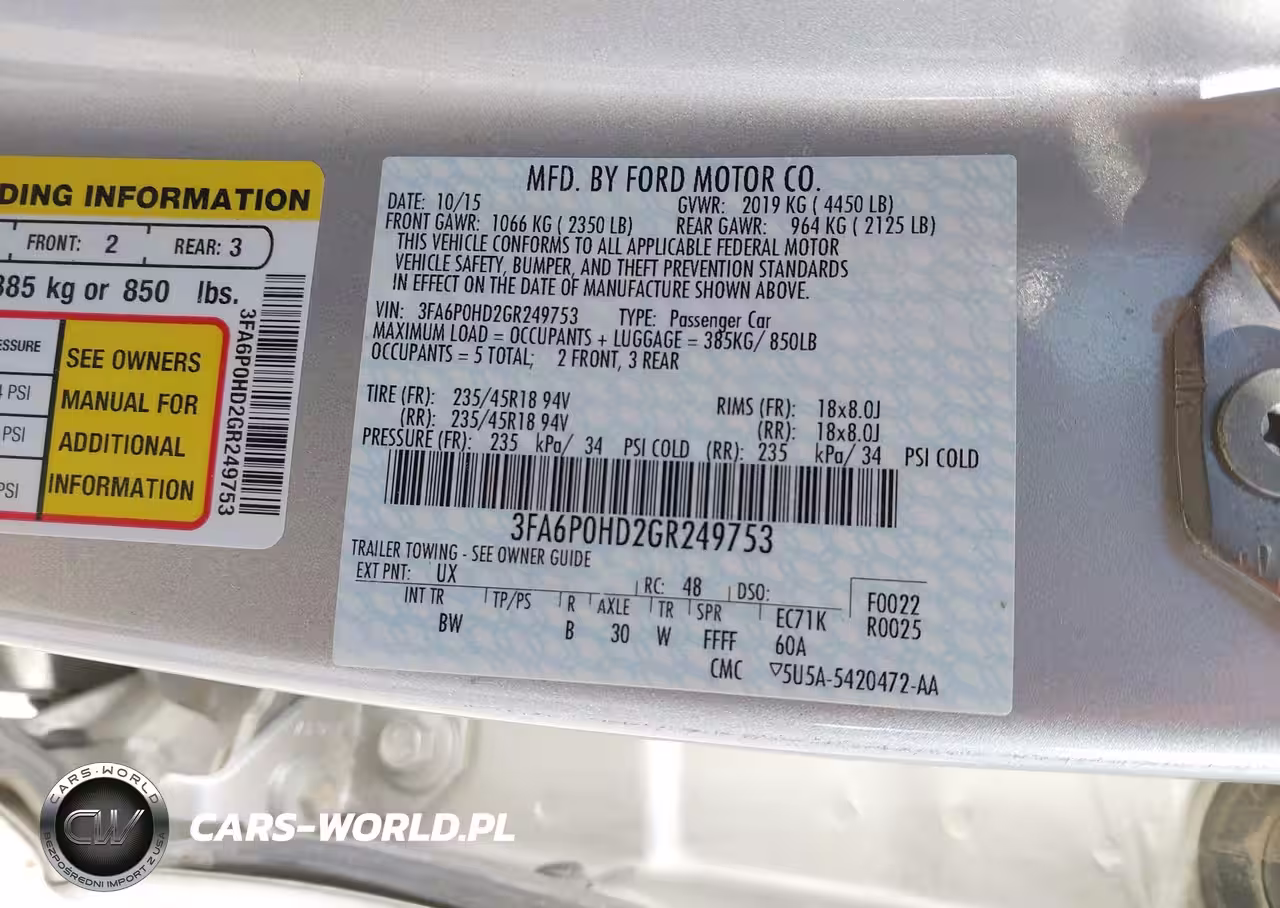 DING INFORMATION
FRONT: 2 REAR: 3
385 kg or 850 lbs.
ESSURE
PSI
PSI
PSI
SEE OWNERS
MANUAL FOR
ADDITIONAL
INFORMATION
3FA6P0HD2GR249753
MFD. BY FORD MOTOR CO.
DATE: 10/15 GVWR: 2019 KG ( 4450 LB)
FRONT GAWR: 1066 KG ( 2350 LB) REAR GAWR: 964 KG ( 2125 LB)
THIS VEHICLE CONFORMS TO ALL APPLICABLE FEDERAL MOTOR
VEHICLE SAFETY, BUMPER, AND THEFT PREVENTION STANDARDS
IN EFFECT ON THE DATE OF MANUFACTURE SHOWN ABOVE.
VIN: 3FA6P0HD2GR249753 TYPE: Passenger Car
MAXIMUM LOAD = OCCUPANTS + LUGGAGE = 385KG/ 850LB
OCCUPANTS = 5 TOTAL; 2 FRONT, 3 REAR
TIRE (FR): 235/45R18 94V RIMS (FR): 18x8.0J
(RR): 235/45R18 94V (RR): 18x8.0J
PRESSURE (FR): 235 kPa/ 34 PSI COLD (RR): 235 kPa/ 34 PSI COLD
3FA6P0HD2GR249753
TRAILER TOWING - SEE OWNER GUIDE
EXT PNT: UX RC: 48 DSO: F0022
INT TR TP/PS R AXLE TR SPR EC71K R0025
BW B 30 W FFFF 60A
CMC ▽5U5A-5420472-AA
CARS-WORLD
CW
BEZPOŚREDNI IMPORT Z USA
CARS-WORLD.PL